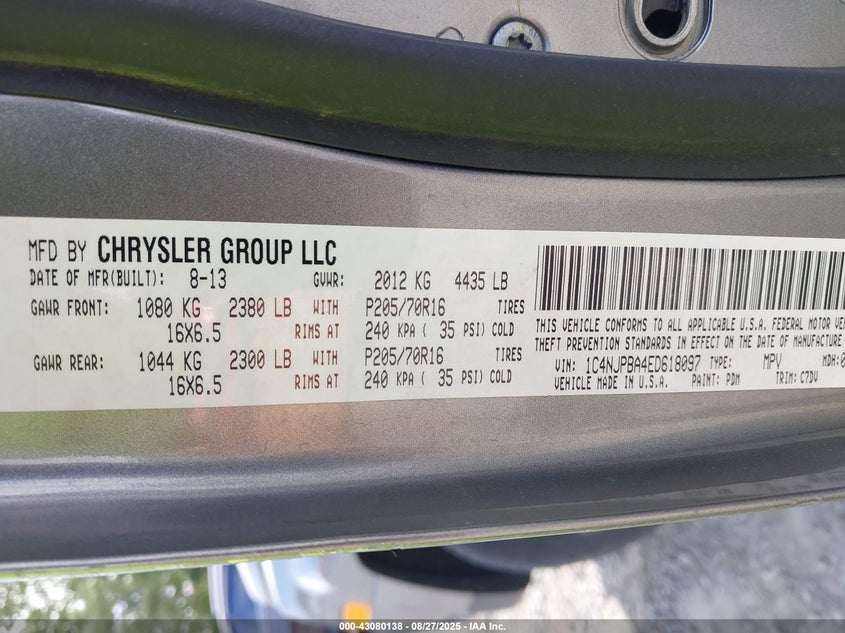 MFD BY CHRYSLER GROUP LLC
DATE OF MFR(BUILT): 8-13 GVWR: 2012 KG 4435 LB
GAWR FRONT: 1080 KG 2380 LB WITH P205/70R16 TIRES
16X6.5 RIMS AT 240 KPA ( 35 PSI) COLD
GAWR REAR: 1044 KG 2300 LB WITH P205/70R16 TIRES
16X6.5 RIMS AT 240 KPA ( 35 PSI) COLD
THIS VEHICLE CONFORMS TO ALL APPLICABLE U.S.A. FEDERAL MOTOR
THEFT PREVENTION STANDARDS IN EFFECT ON THE DATE OF MANUFACTURE
VIN: 1C4NJPBA4ED618097 TYPE: MPV MDH:
VEHICLE MADE IN U.S.A. PAINT: PDM TRIM: C7DV
000-43080138 - 08/27/2025 - IAA Inc.